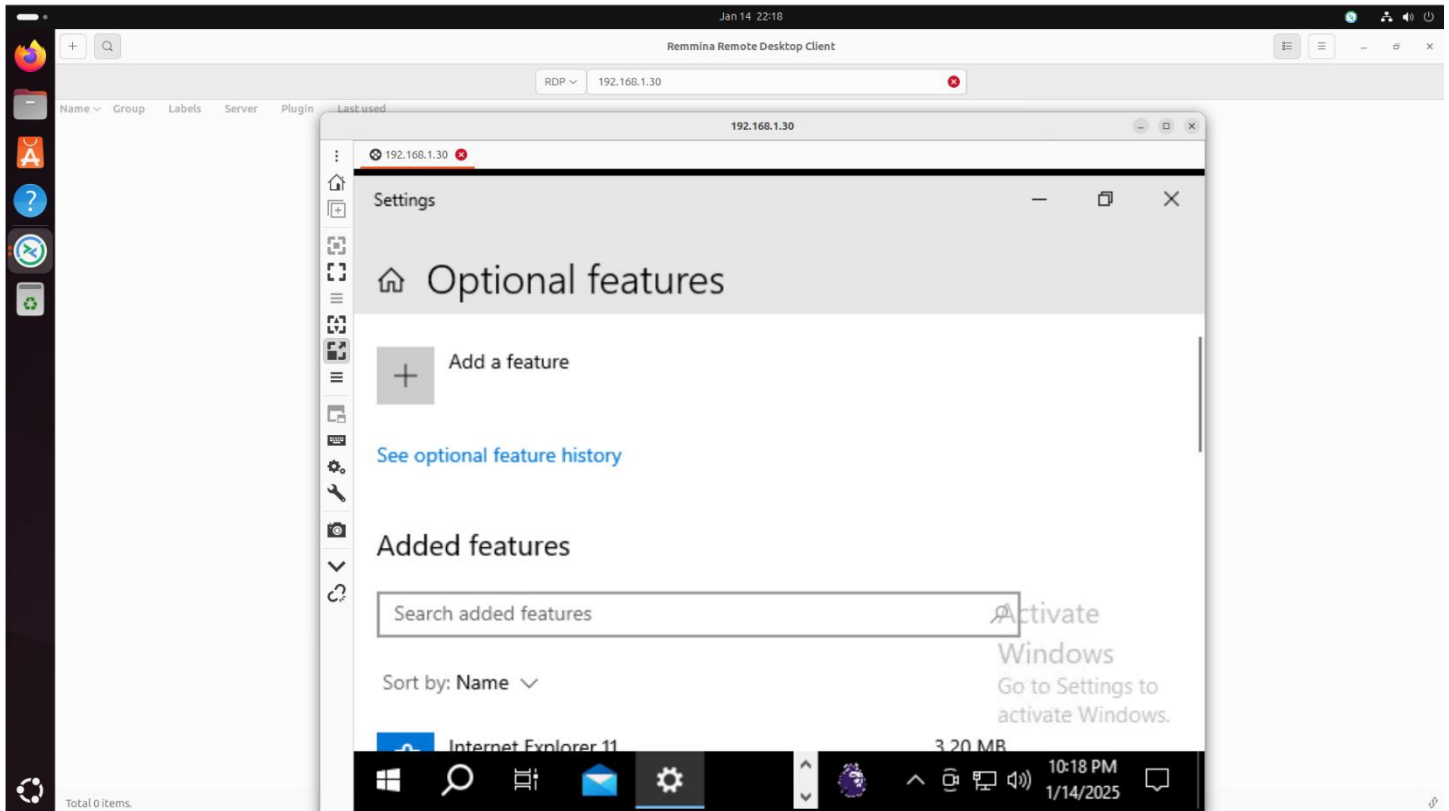 Jan 14 22:18
Remmina Remote Desktop Client
RDP 192.168.1.30
Name Group Labels Server Plugin Last used
192.168.1.30
192.168.1.30
Settings
Optional features
Add a feature
See optional feature history
Added features
Search added features
Activate
Windows
Go to Settings to
activate Windows.
Sort by: Name
Internet Explorer 11 3.20 MB
10:18 PM
1/14/2025
Total 0 items.